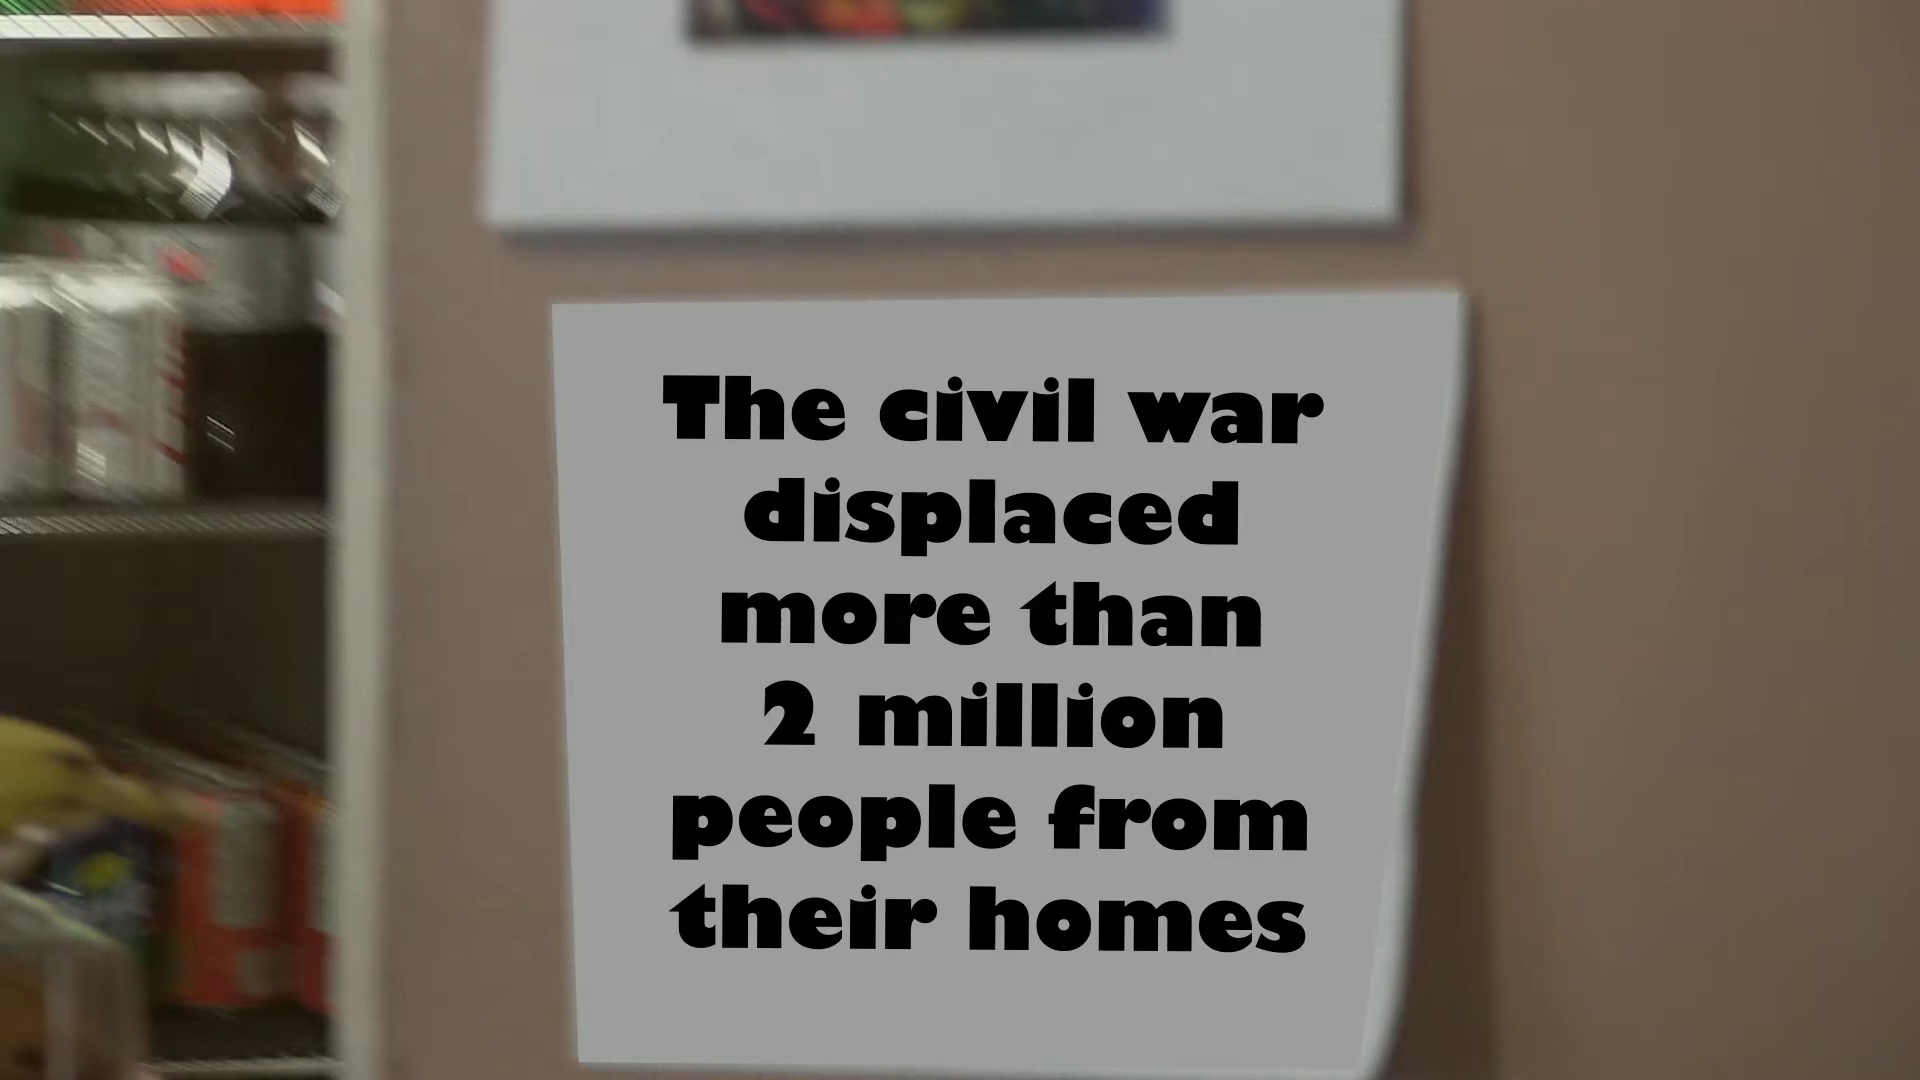 The civil war
displaced
more than
2 million
people from
their homes